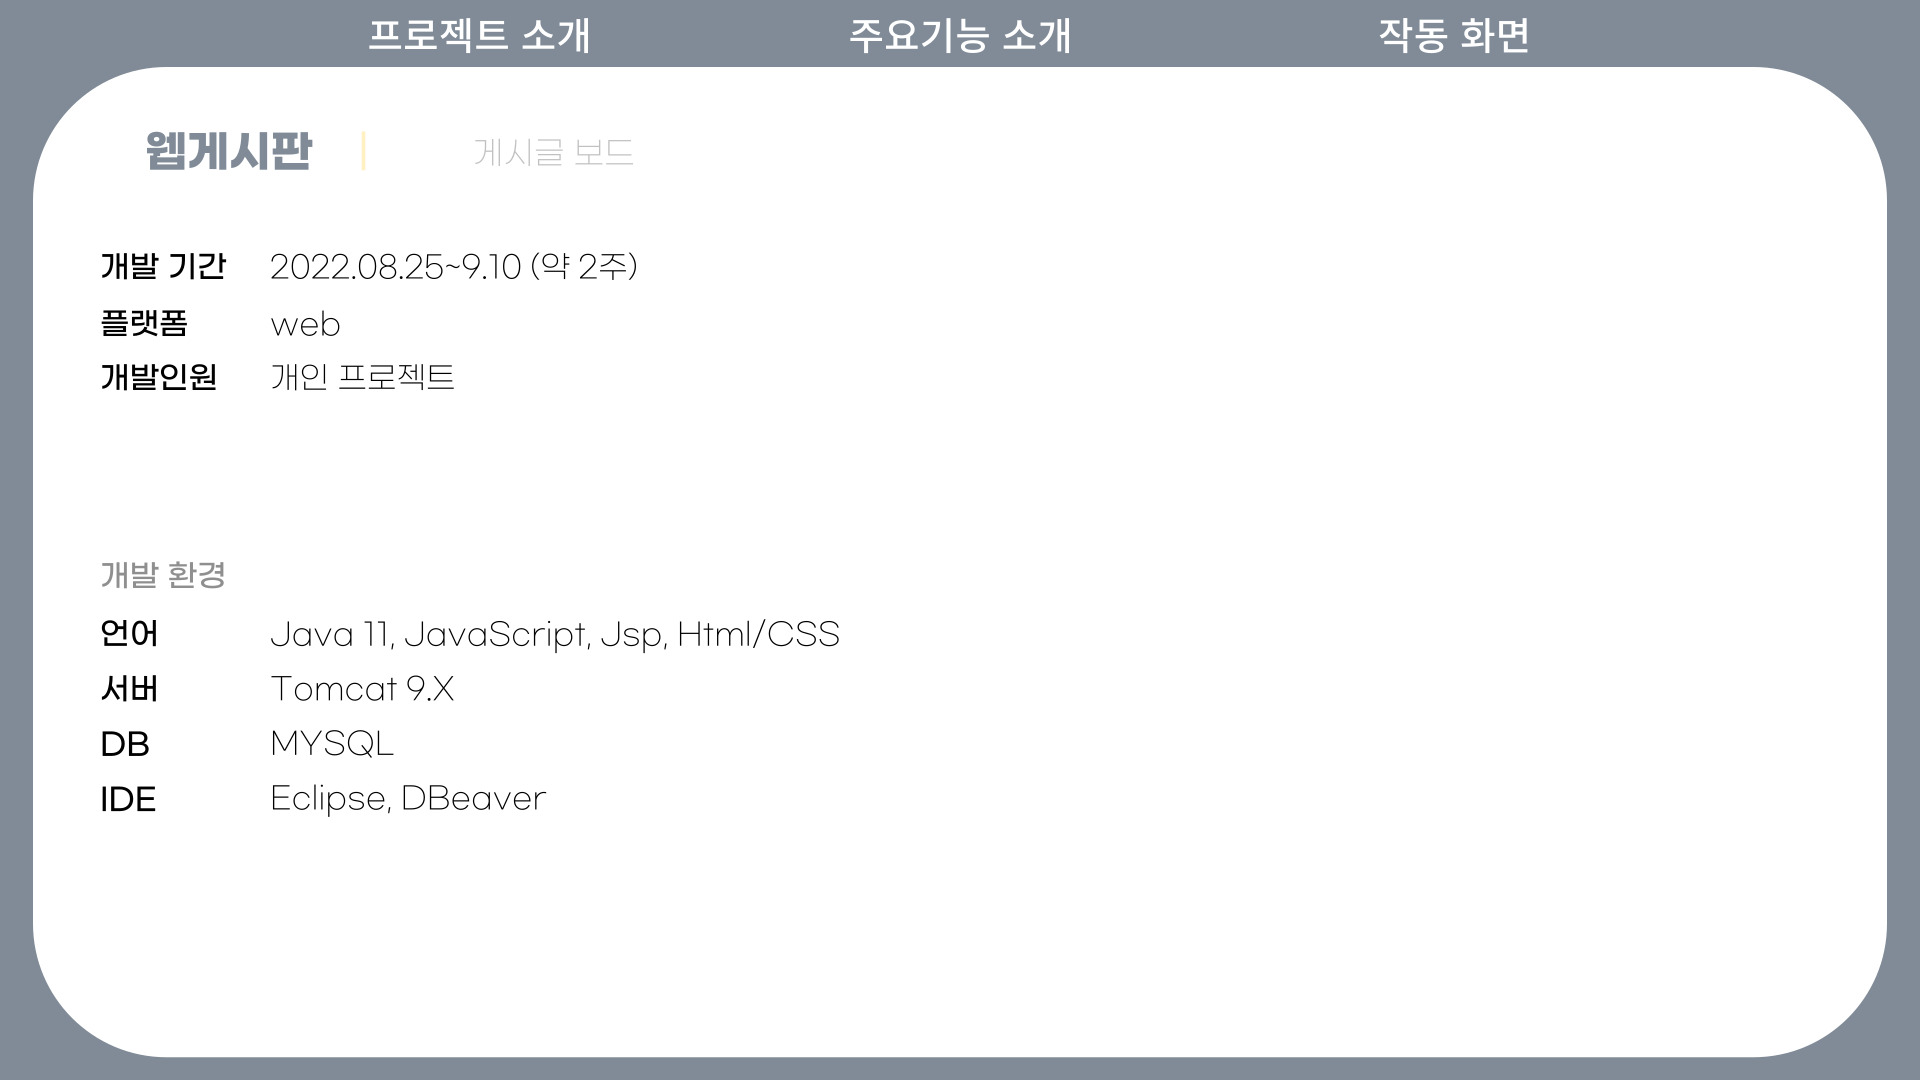 프로젝트 소개 주요기능 소개 작동 화면
웹게시판 게시글 보드
개발 기간 2022.08.25~9.10 (약 2주)
플랫폼 web
개발인원 개인 프로젝트
개발 환경
언어 Java 11, JavaScript, Jsp, Html/CSS
서버 Tomcat 9.X
DB MYSQL
IDE Eclipse, DBeaver